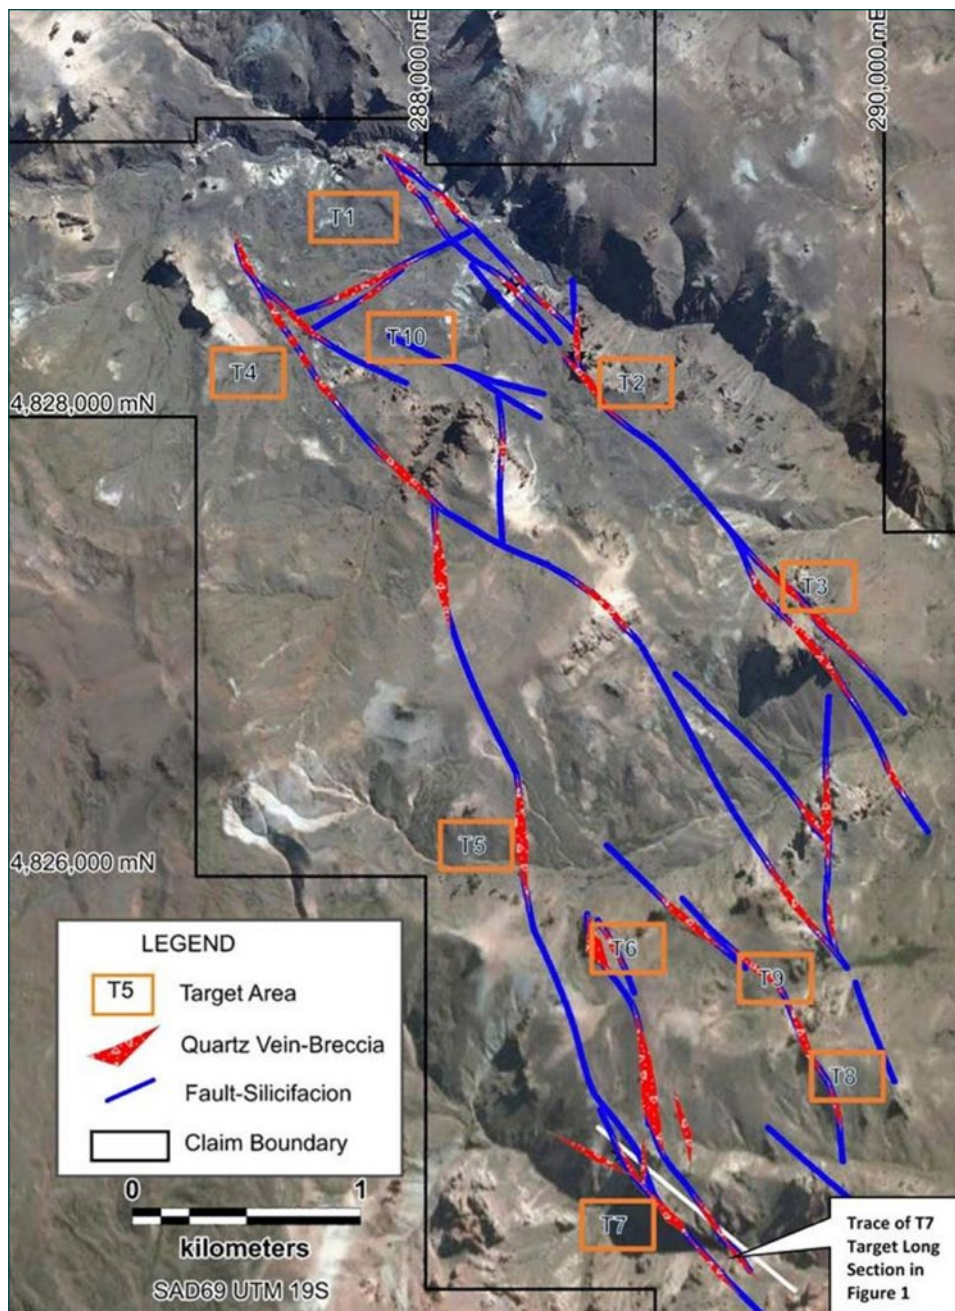 288,000 mE
290,000 mE
T1
T10
T4
T2
4,828,000 mN
T3
T5
4,826,000 mN
T6
T9
T8
T7
LEGEND
T5 Target Area
Quartz Vein-Breccia
Fault-Silicifacion
Claim Boundary
0 1
kilometers
SAD69 UTM 19S
Trace of T7
Target Long
Section in
Figure 1